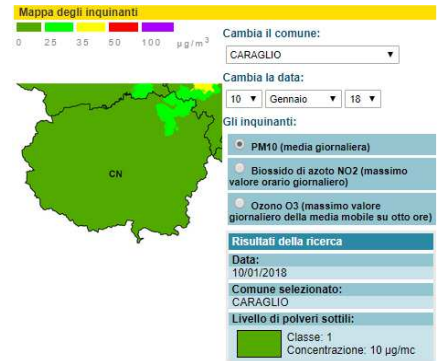 Mappa degli inquinanti
0 25 35 50 100 µg/m³
CN
Cambia il comune:
CARAGLIO
Cambia la data:
10 Gennaio 18
Gli inquinanti:
PM10 (media giornaliera)
Biossido di azoto NO2 (massimo
valore orario giornaliero)
Ozono O3 (massimo valore
giornaliero della media mobile su otto ore)
Risultati della ricerca
Data:
10/01/2018
Comune selezionato:
CARAGLIO
Livello di polveri sottili:
Classe: 1
Concentrazione: 10 µg/mc